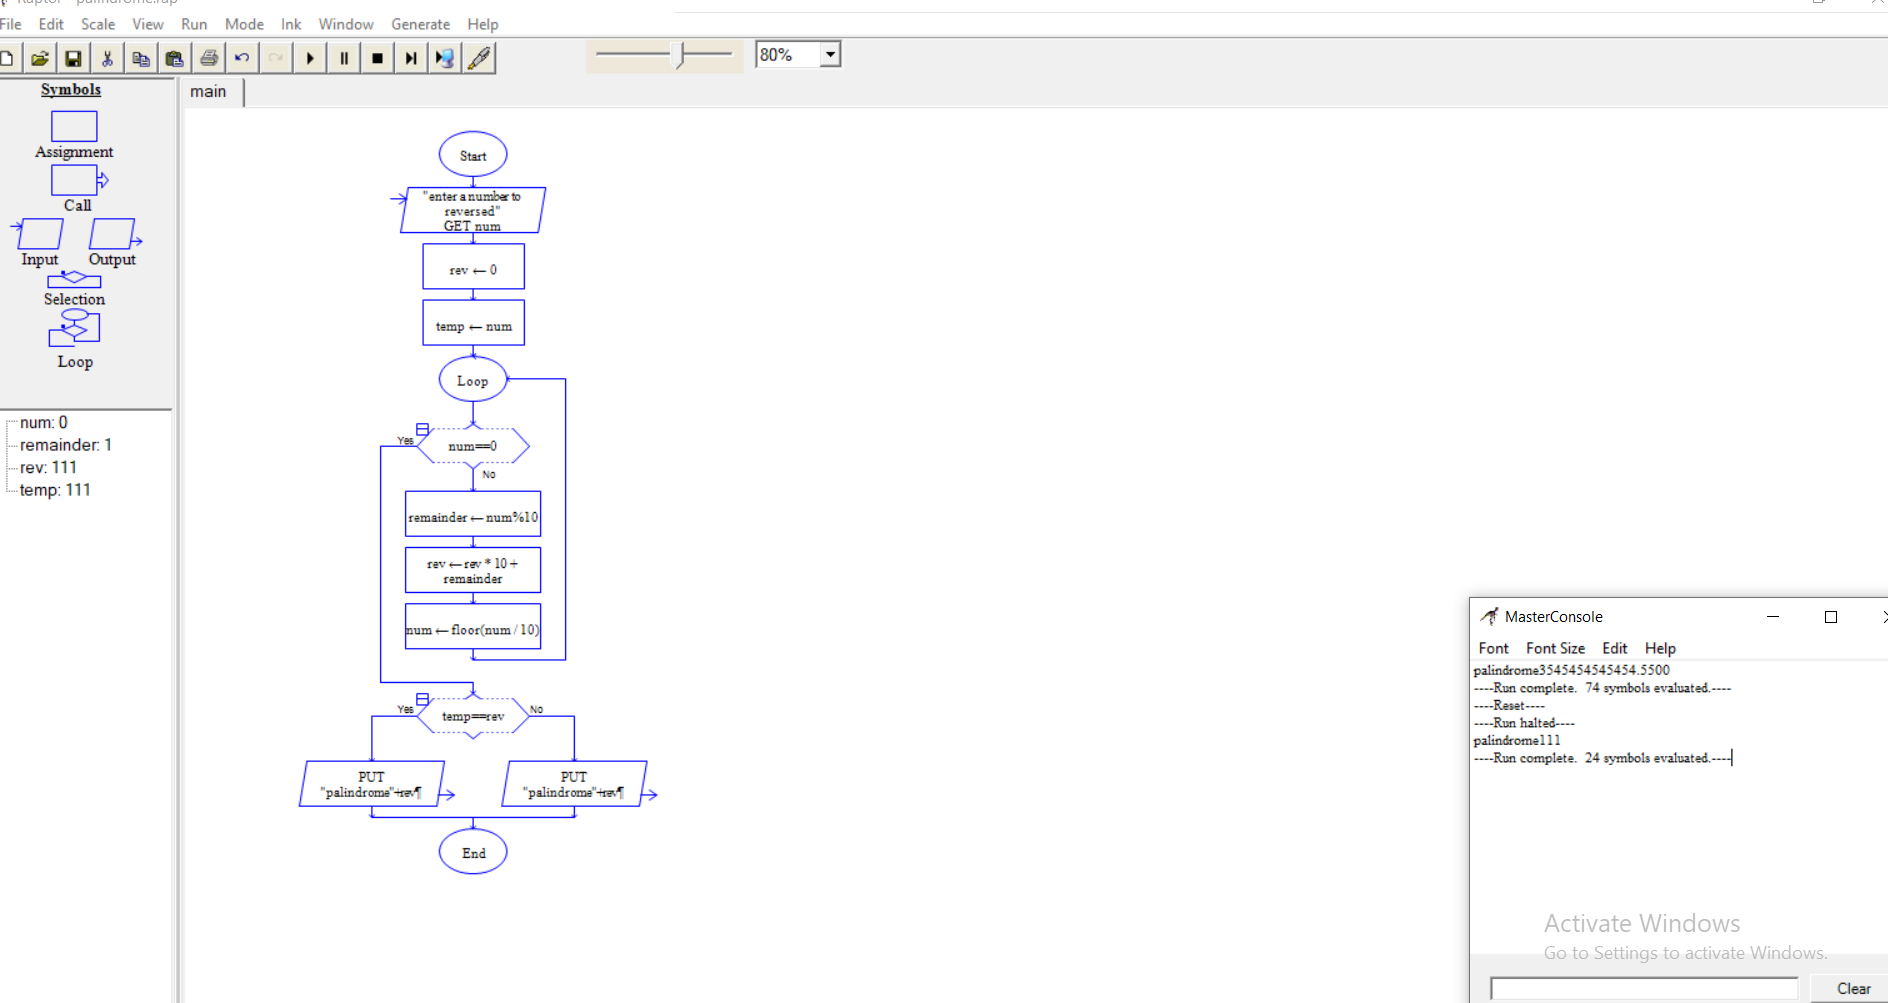 Raptor - palindrome.rap
File Edit Scale View Run Mode Ink Window Generate Help
80%
Symbols
main
Assignment
Call
Input Output
Selection
Loop
num: 0
remainder: 1
rev: 111
temp: 111
Start
"enter a number to
reversed"
GET num
rev ← 0
temp ← num
Loop
Yes
num==0
No
remainder ← num%10
rev ← rev * 10 +
remainder
num ← floor(num / 10)
Yes
temp==rev
No
PUT
"palindrome"+rev¶
PUT
"palindrome"+rev¶
End
MasterConsole
Font Font Size Edit Help
palindrome3545454545454.5500
----Run complete. 74 symbols evaluated.----
----Reset----
----Run halted----
palindrome111
----Run complete. 24 symbols evaluated.----
Activate Windows
Go to Settings to activate Windows.
Clear